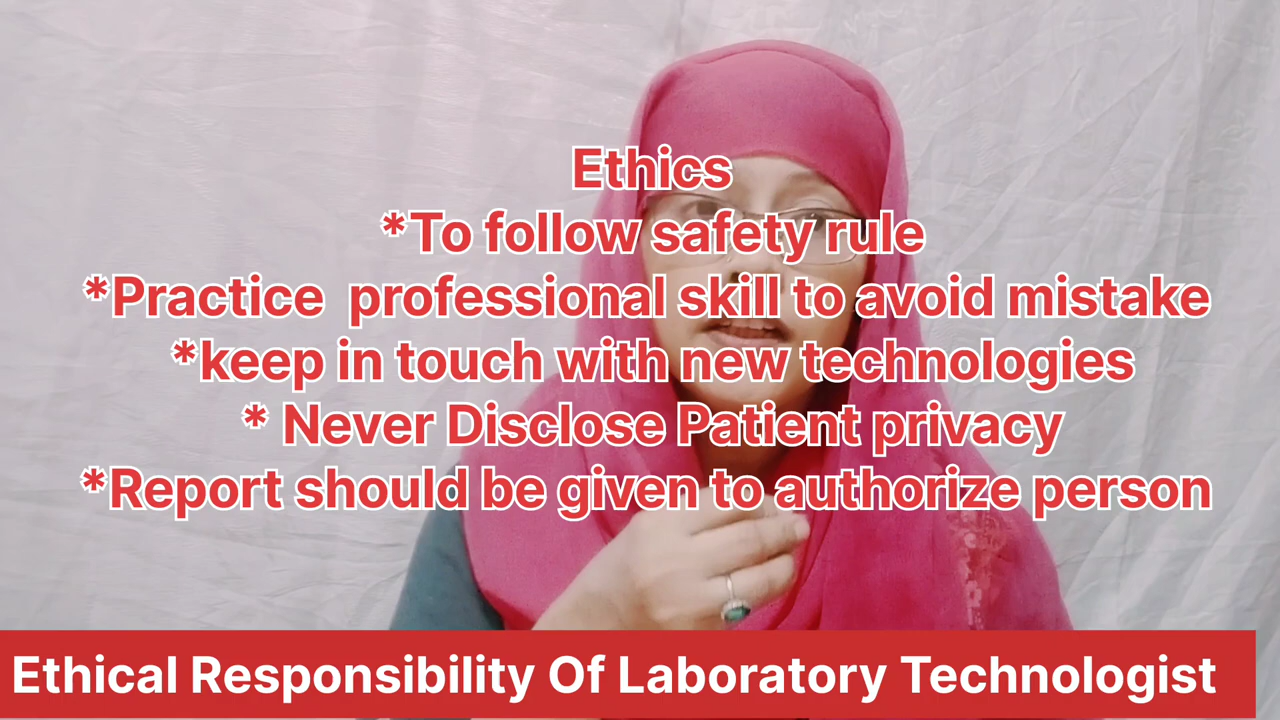 Ethics
*To follow safety rule
*Practice  professional skill to avoid mistake
*keep in touch with new technologies
* Never Disclose Patient privacy
*Report should be given to authorize person
Ethical Responsibility Of Laboratory Technologist